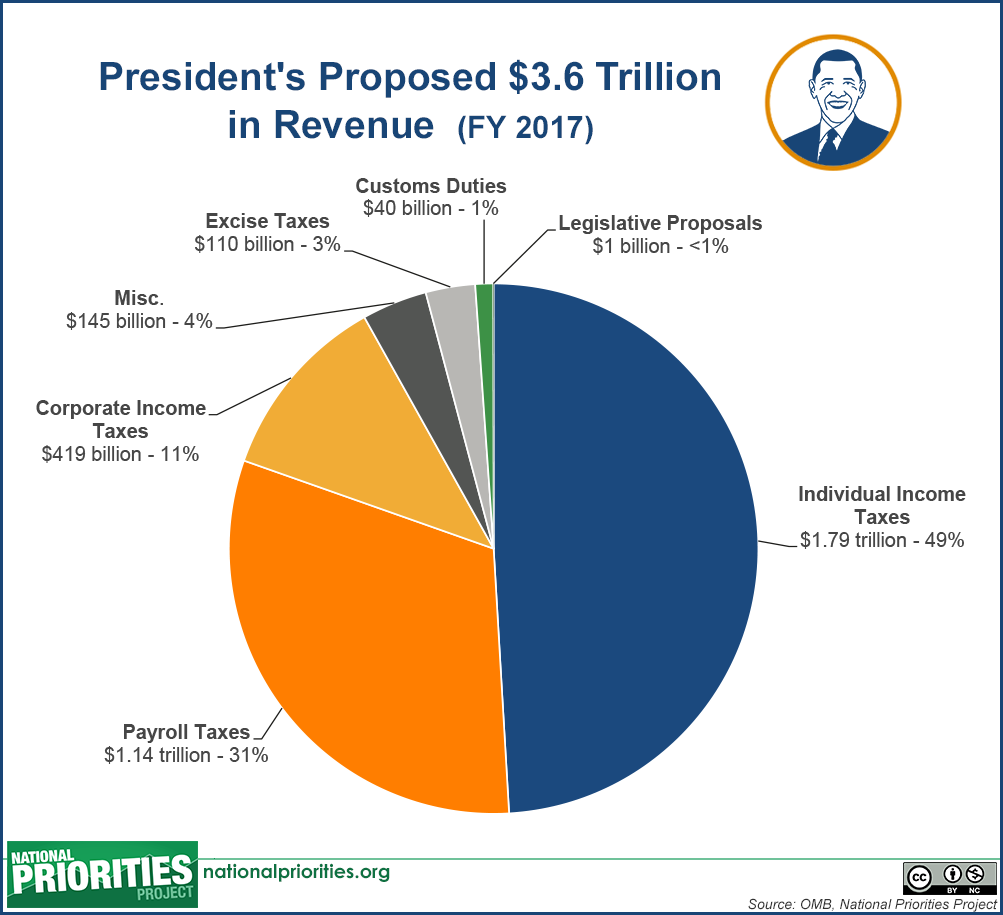 President's Proposed $3.6 Trillion
in Revenue (FY 2017)
Customs Duties
$40 billion - 1%
Excise Taxes
$110 billion - 3%
Legislative Proposals
$1 billion - <1%
Misc.
$145 billion - 4%
Corporate Income
Taxes
$419 billion - 11%
Individual Income
Taxes
$1.79 trillion - 49%
Payroll Taxes
$1.14 trillion - 31%
NATIONAL
PRIORITIES
PROJECT
nationalpriorities.org
cc
BY NC
Source: OMB, National Priorities Project